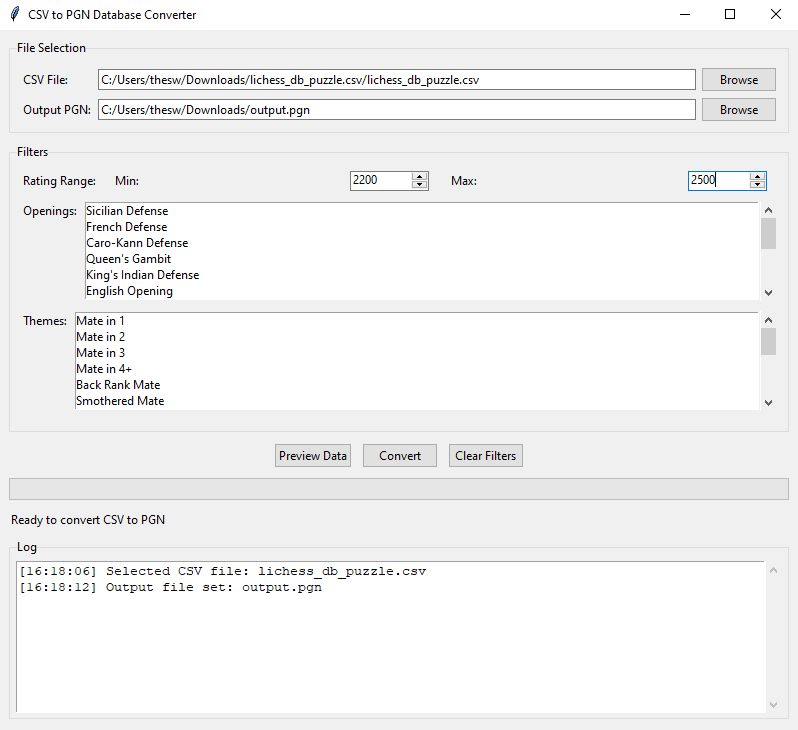 CSV to PGN Database Converter
File Selection
CSV File: C:/Users/thesw/Downloads/lichess_db_puzzle.csv/lichess_db_puzzle.csv Browse
Output PGN: C:/Users/thesw/Downloads/output.pgn Browse
Filters
Rating Range: Min: 2200 Max: 2500
Openings: Sicilian Defense
French Defense
Caro-Kann Defense
Queen's Gambit
King's Indian Defense
English Opening
Themes: Mate in 1
Mate in 2
Mate in 3
Mate in 4+
Back Rank Mate
Smothered Mate
Preview Data Convert Clear Filters
Ready to convert CSV to PGN
Log
[16:18:06] Selected CSV file: lichess_db_puzzle.csv
[16:18:12] Output file set: output.pgn